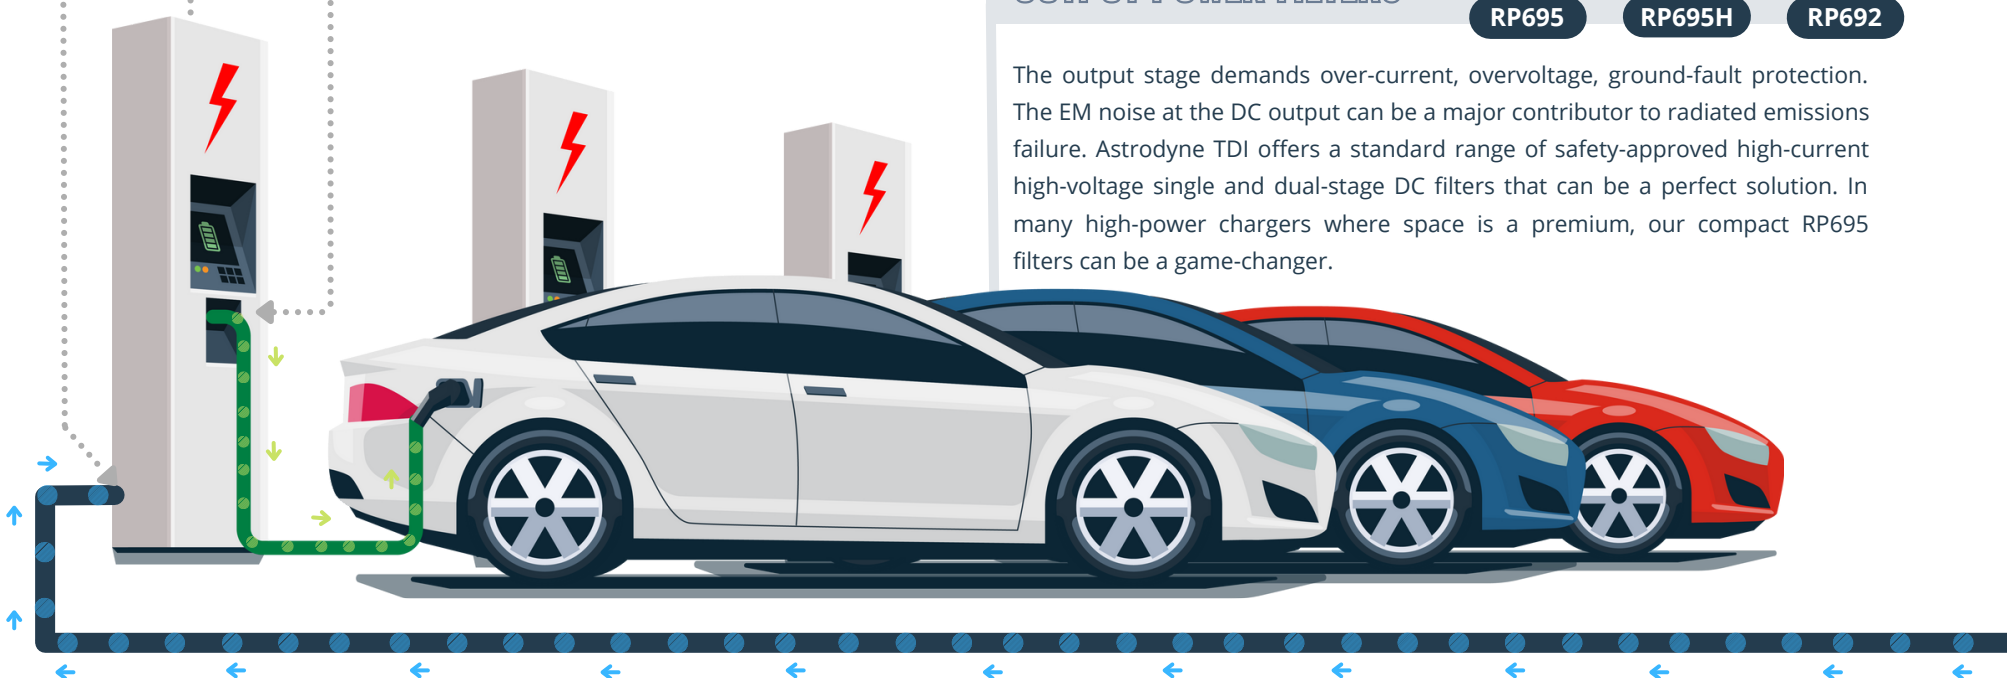 OUTPUT POWER FILTERS
RP695 RP695H RP692
The output stage demands over-current, overvoltage, ground-fault protection.
The EM noise at the DC output can be a major contributor to radiated emissions
failure. Astrodyne TDI offers a standard range of safety-approved high-current
high-voltage single and dual-stage DC filters that can be a perfect solution. In
many high-power chargers where space is a premium, our compact RP695
filters can be a game-changer.